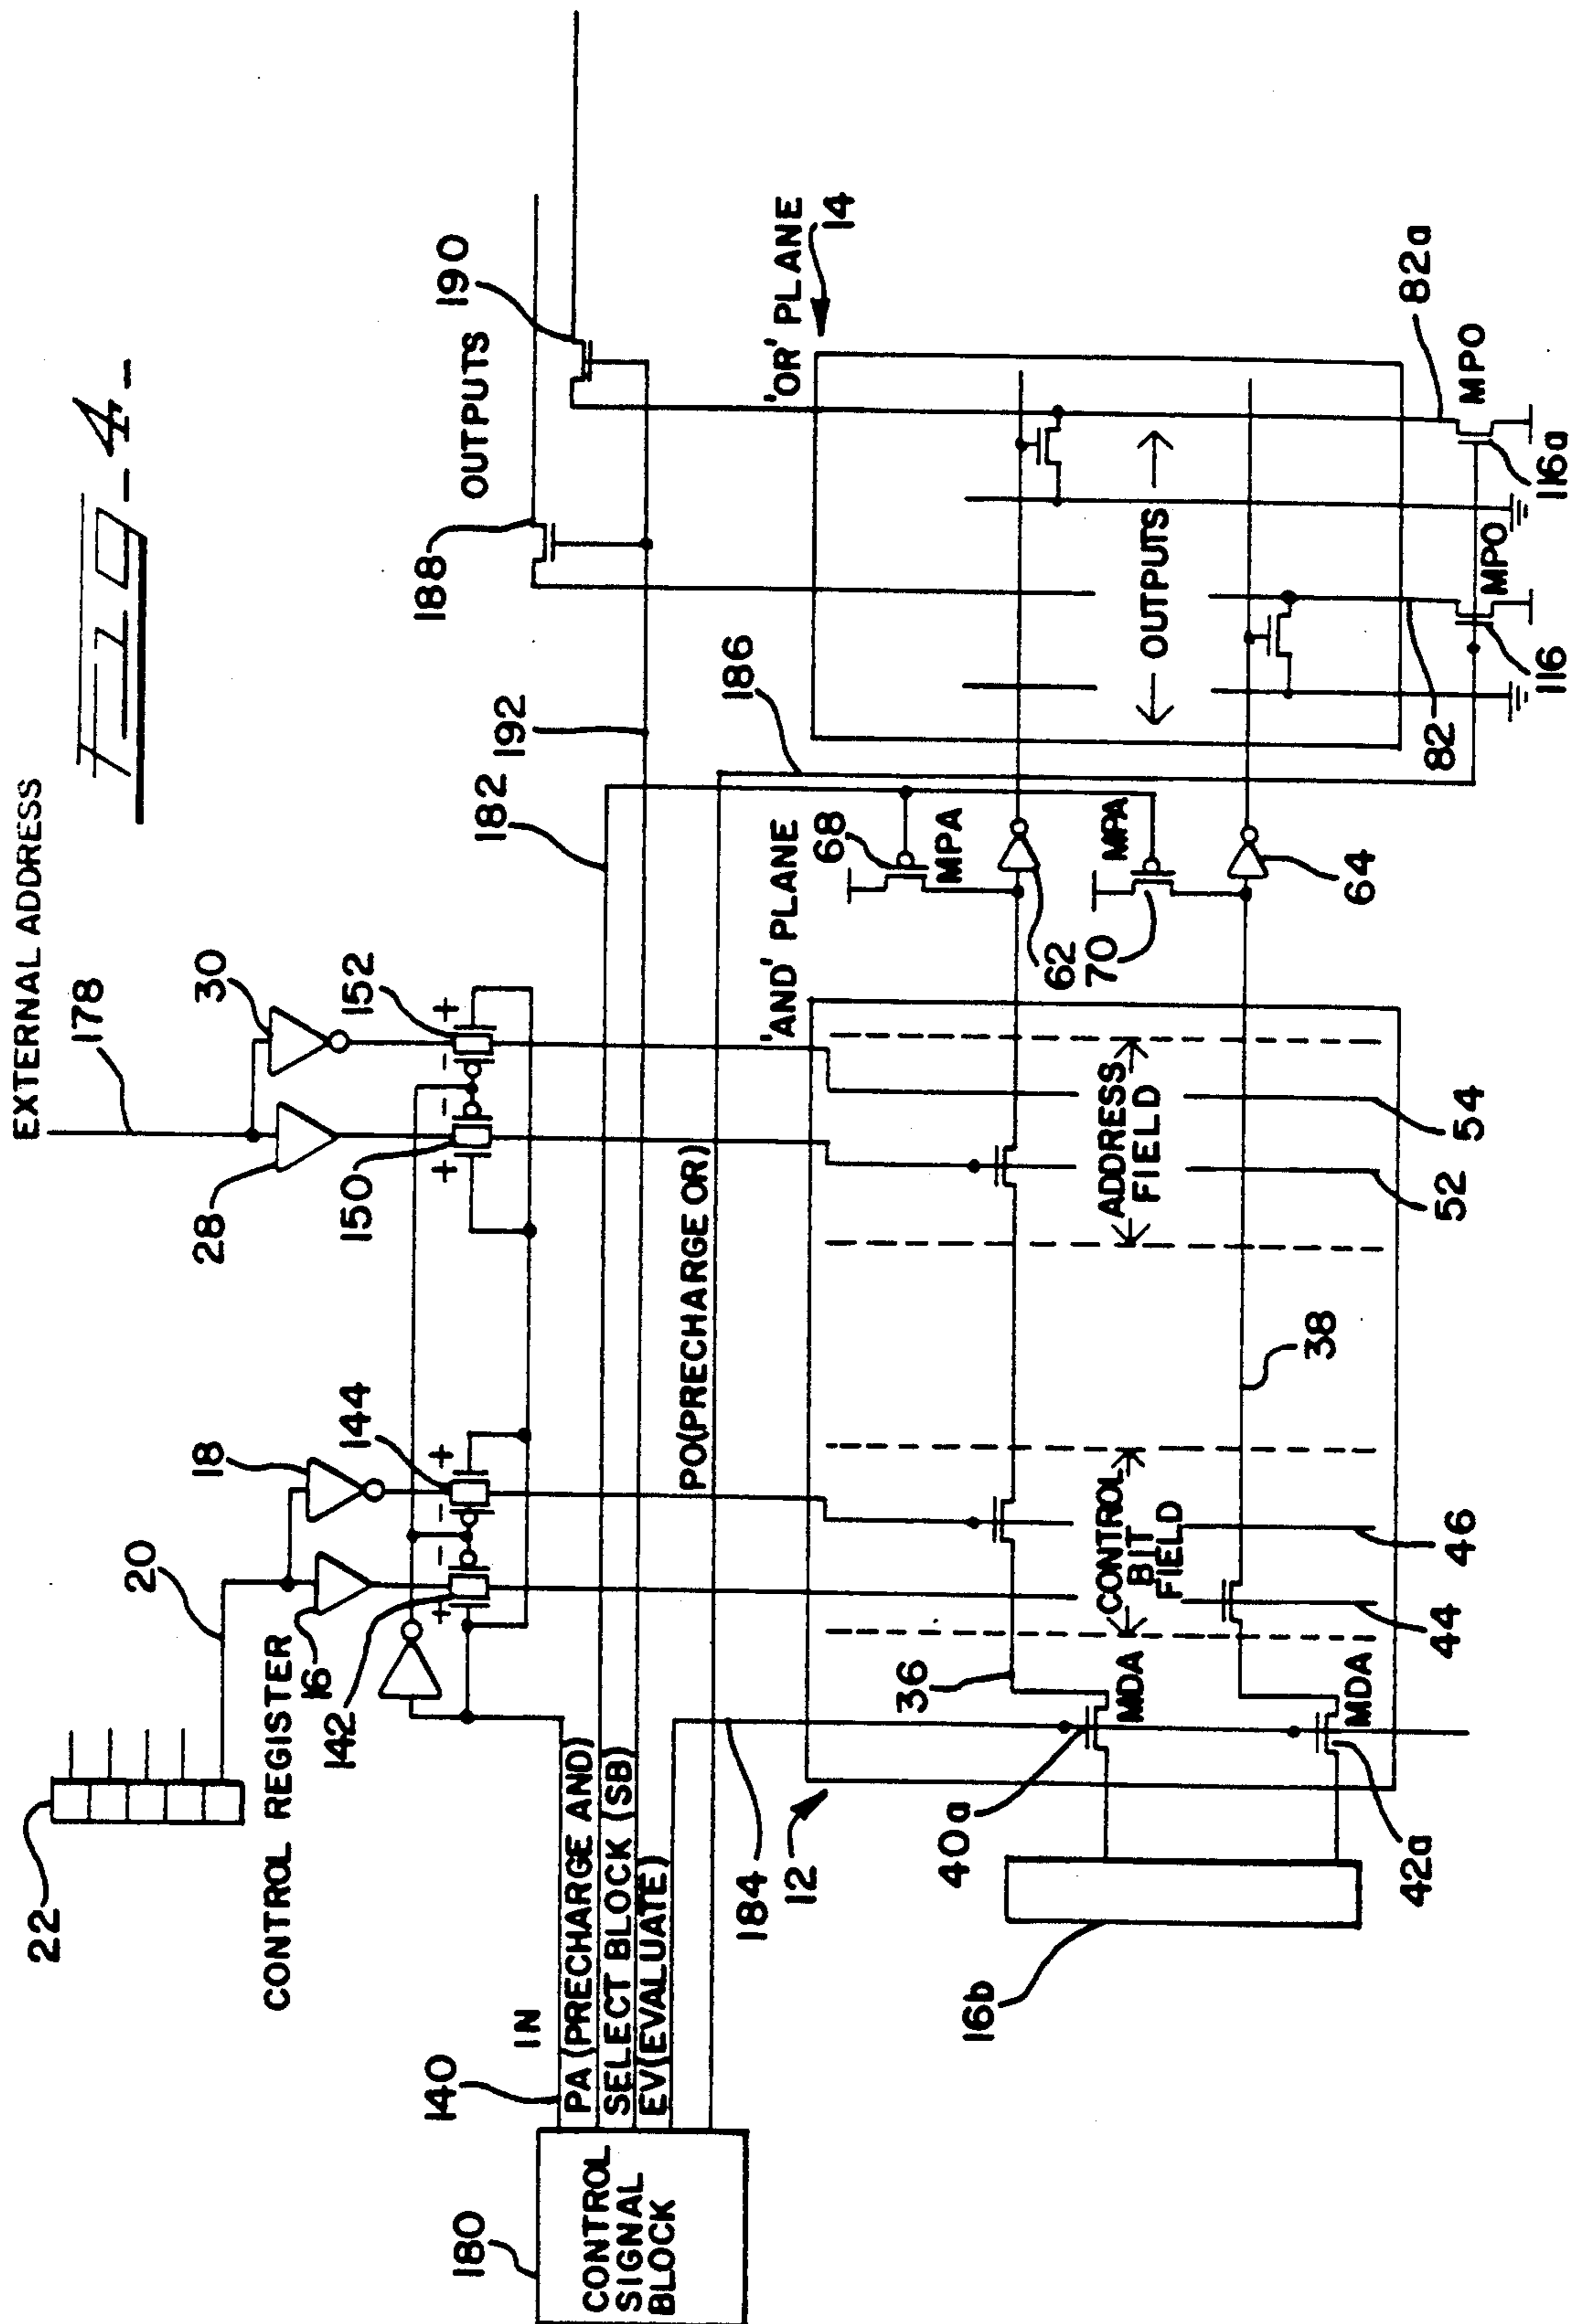 FIG-4-
EXTERNAL ADDRESS
178
30
152
28
150
+
-
-
+
18
144
20
16
142
+
-
-
+
22
CONTROL REGISTER
IN
140
PA (PRECHARGE AND)
SELECT BLOCK (SB)
EV(EVALUATE)
PO(PRECHARGE OR)
180
CONTROL
SIGNAL
BLOCK
182
192
186
184
OUTPUTS
188
190
'OR' PLANE
14
'AND' PLANE
12
68
MPA
62
70
MPA
64
OUTPUTS
82
82a
MPO
MPO
116
116a
ADDRESS
FIELD
54
52
38
CONTROL
BIT
FIELD
46
44
36
MDA
MDA
40a
42a
16b